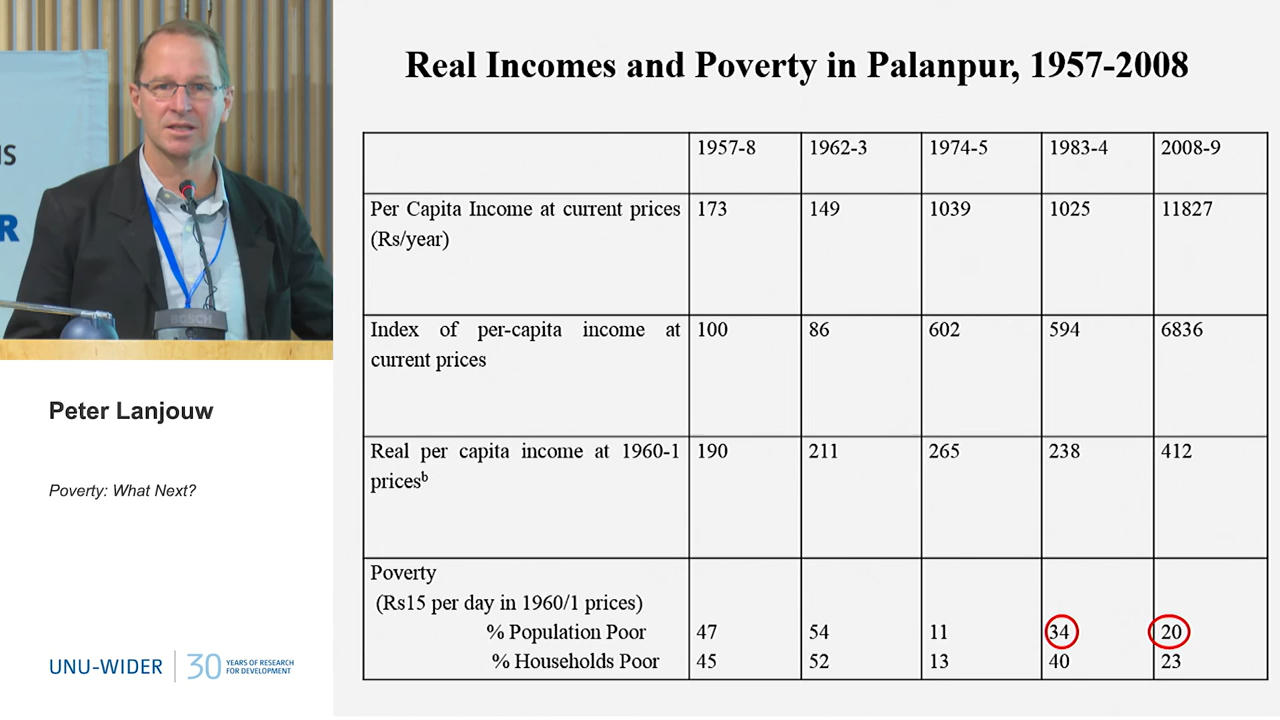 Real Incomes and Poverty in Palanpur, 1957-2008
1957-8 1962-3 1974-5 1983-4 2008-9
Per Capita Income at current prices 173 149 1039 1025 11827
(Rs/year)
Index of per-capita income at 100 86 602 594 6836
current prices
Real per capita income at 1960-1 190 211 265 238 412
pricesᵇ
Poverty
(Rs15 per day in 1960/1 prices)
% Population Poor 47 54 11 34 20
% Households Poor 45 52 13 40 23
BOSCH
Peter Lanjouw
Poverty: What Next?
UNU-WIDER 30 YEARS OF RESEARCH
FOR DEVELOPMENT